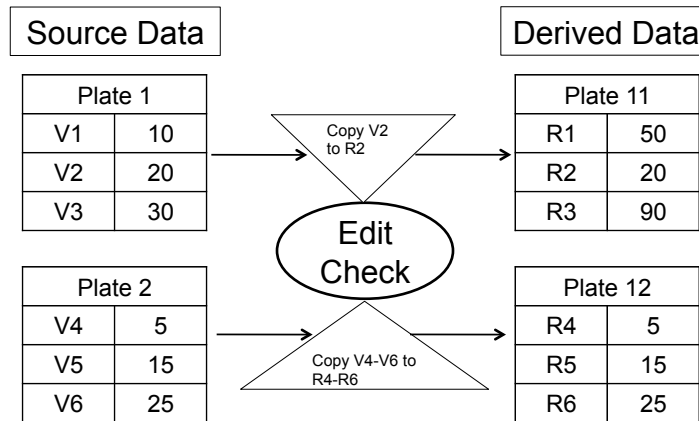 Source Data
Derived Data
Plate 1
V1 10
V2 20
V3 30
Copy V2
to R2
Plate 11
R1 50
R2 20
R3 90
Edit
Check
Plate 2
V4 5
V5 15
V6 25
Copy V4-V6 to
R4-R6
Plate 12
R4 5
R5 15
R6 25